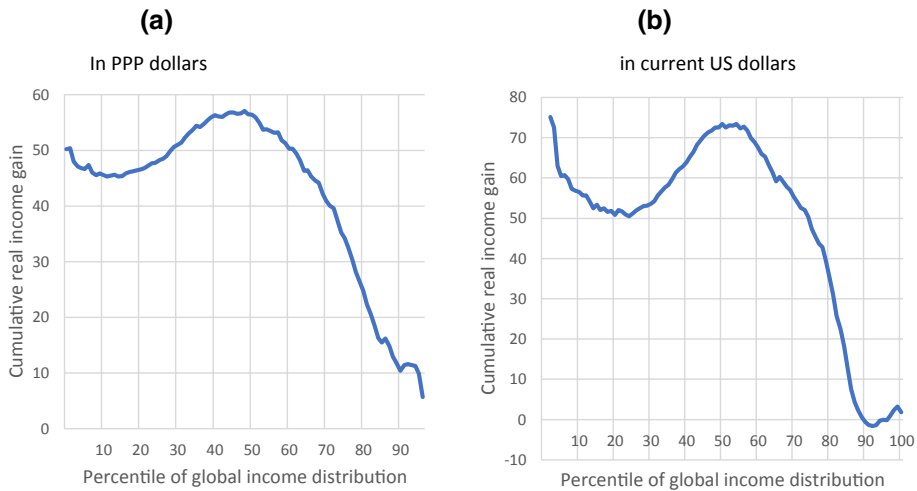 (a)
In PPP dollars
Cumulative real income gain
60
50
40
30
20
10
0
10 20 30 40 50 60 70 80 90
Percentile of global income distribution
(b)
in current US dollars
Cumulative real income gain
80
70
60
50
40
30
20
10
0
-10
10 20 30 40 50 60 70 80 90 100
Percentile of global income distribution